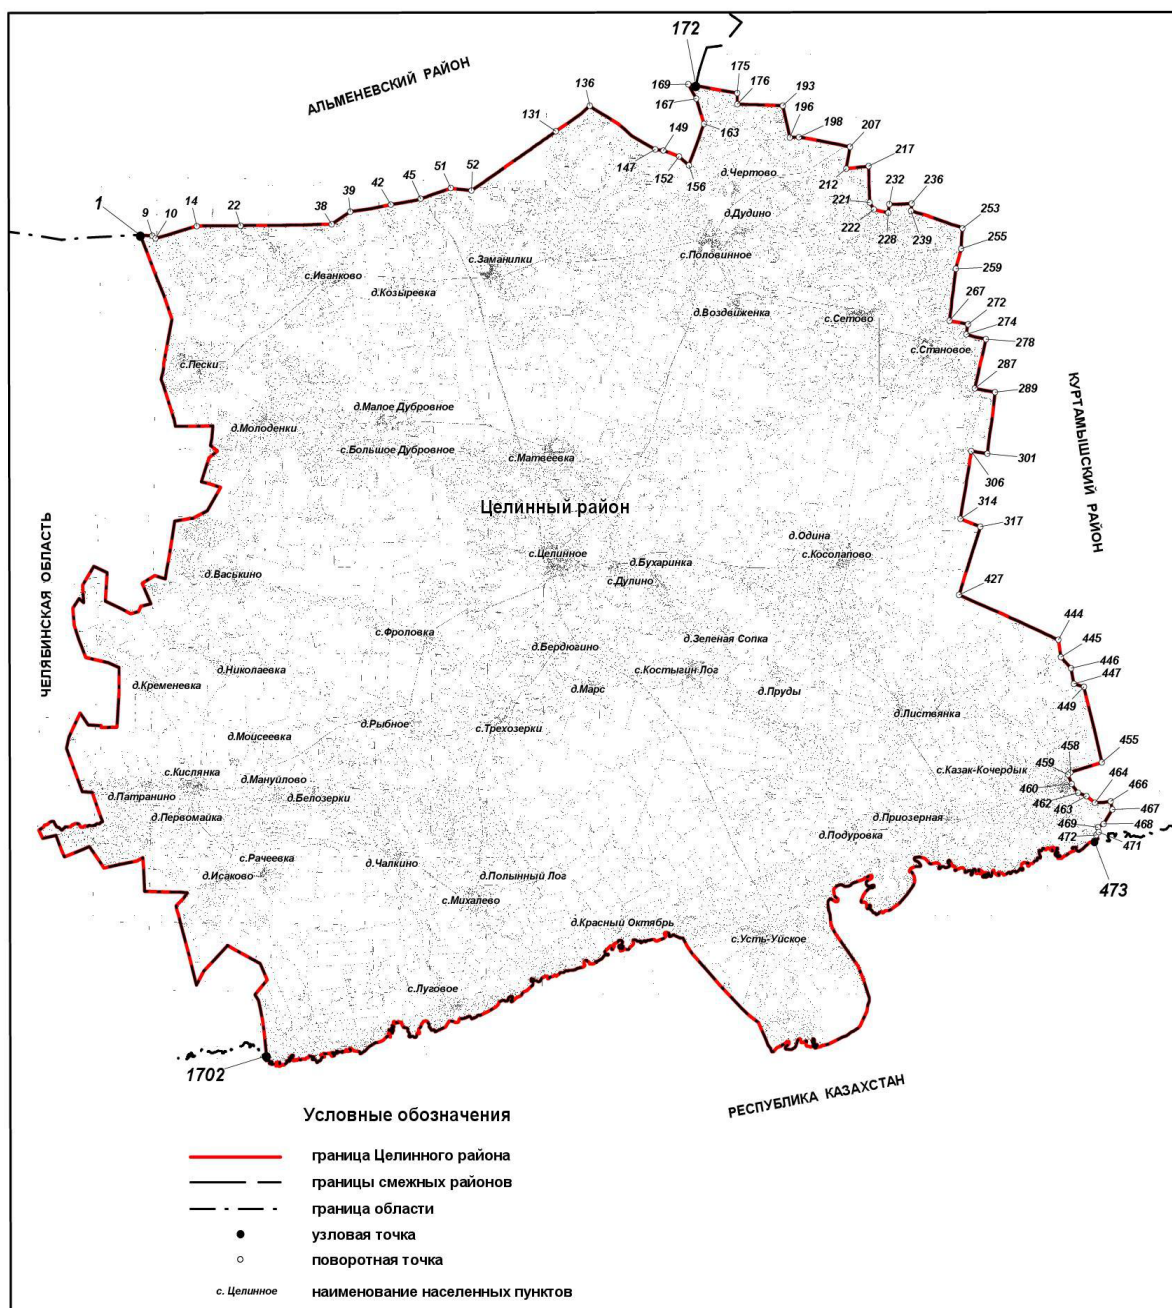 172
АЛЬМЕНЕВСКИЙ РАЙОН
169
175
176
136
167
193
131
163
196
198
207
149
147
152
156
217
212
51
52
45
42
39
38
22
14
10
9
1
д.Чертово
д.Дудино
221
222
232
228
236
239
253
255
259
с.Половинное
с.Заманилки
с.Иванково
д.Козыревка
д.Воздвиженка
с.Сетово
267
272
274
278
с.Становое
с.Пески
287
289
д.Малое Дубровное
д.Молоденки
с.Большое Дубровное
с.Матвеевка
301
306
КУРТАМЫШСКИЙ РАЙОН
Целинный район
314
317
д.Одина
с.Косолапово
с.Целинное
д.Бухаринка
с.Дулино
д.Васькино
427
ЧЕЛЯБИНСКАЯ ОБЛАСТЬ
с.Фроловка
д.Бердюгино
д.Зеленая Сопка
444
445
446
447
449
д.Николаевка
с.Костыгин Лог
д.Кременевка
д.Марс
д.Пруды
д.Листвянка
д.Рыбное
с.Трехозерки
д.Моисеевка
455
458
459
с.Казак-Кочердык
с.Кислянка
д.Мануйлово
460
464
462
463
466
467
д.Патранино
д.Белозерки
д.Первомайка
д.Приозерная
469
468
д.Подуровка
472
471
с.Рачеевка
д.Чалкино
д.Исаково
д.Полынный Лог
473
с.Михалево
д.Красный Октябрь
с.Усть-Уйское
с.Луговое
1702
РЕСПУБЛИКА КАЗАХСТАН
Условные обозначения
граница Целинного района
границы смежных районов
граница области
узловая точка
поворотная точка
с. Целинное
наименование населенных пунктов